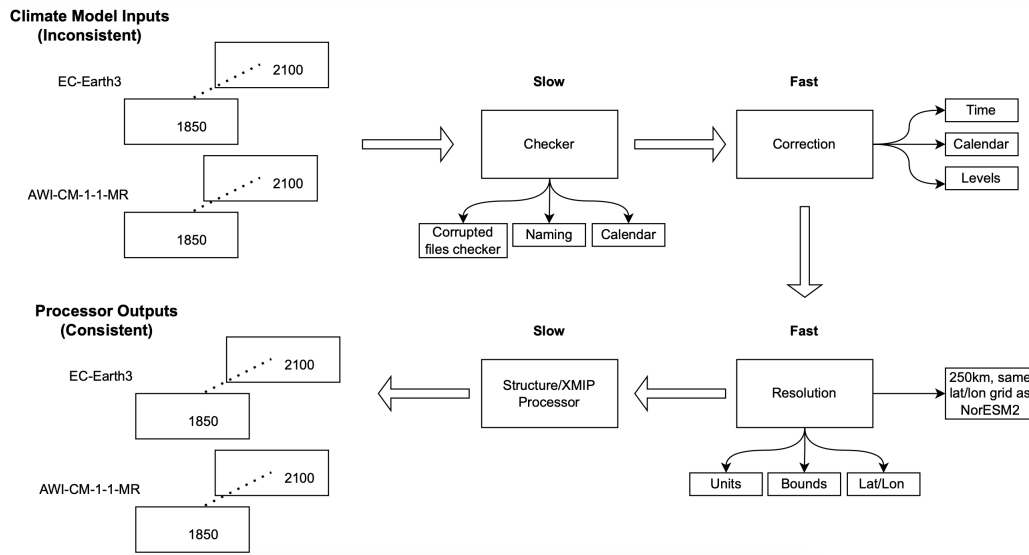 Climate Model Inputs
(Inconsistent)
EC-Earth3
2100
1850
AWI-CM-1-1-MR
2100
1850
Slow
Checker
Corrupted
files checker
Naming
Calendar
Fast
Correction
Time
Calendar
Levels
Fast
Resolution
250km, same
lat/lon grid as
NorESM2
Units
Bounds
Lat/Lon
Slow
Structure/XMIP
Processor
Processor Outputs
(Consistent)
EC-Earth3
2100
1850
AWI-CM-1-1-MR
2100
1850